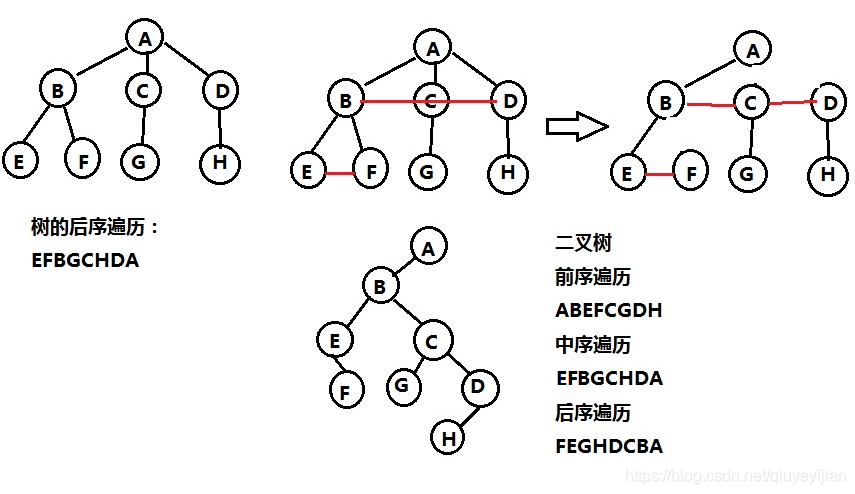 A
B C D
E F G H
A
B C D
E F G H
A
B C D
E F G H
树的后序遍历：
EFBGCHDA
A
B
E C
F G D
H
二叉树
前序遍历
ABEFCGDH
中序遍历
EFBGCHDA
后序遍历
FEGHDCBA
https://blog.csdn.net/qiuyeyijian